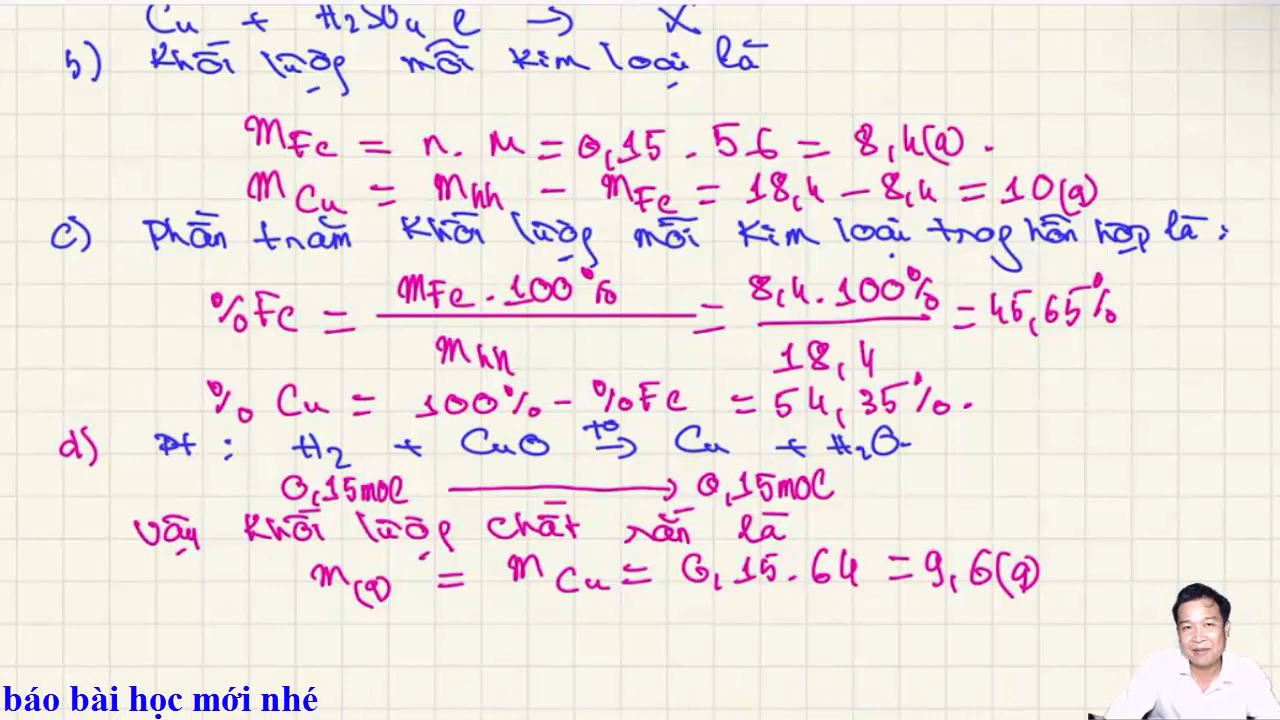 Cu + H2SO4 l → X
b) Khối lượng mỗi kim loại là
mFe = n. M = 0,15 . 56 = 8,4(g).
mCu = mhh - mFe = 18,4 - 8,4 = 10(g)
c) Phần trăm khối lượng mỗi kim loại trog hỗn hợp là :
%Fe = mFe . 100% / mhh = 8,4 . 100% / 18,4 = 45,65%
% Cu = 100% - %Fe = 54,35%.
d) Pt : H2 + CuO t° → Cu + H2O
0,15mol → 0,15mol
Vậy khối lượg chất rắn là
m(g) = mCu = 0,15 . 64 = 9,6(g)
báo bài học mới nhé